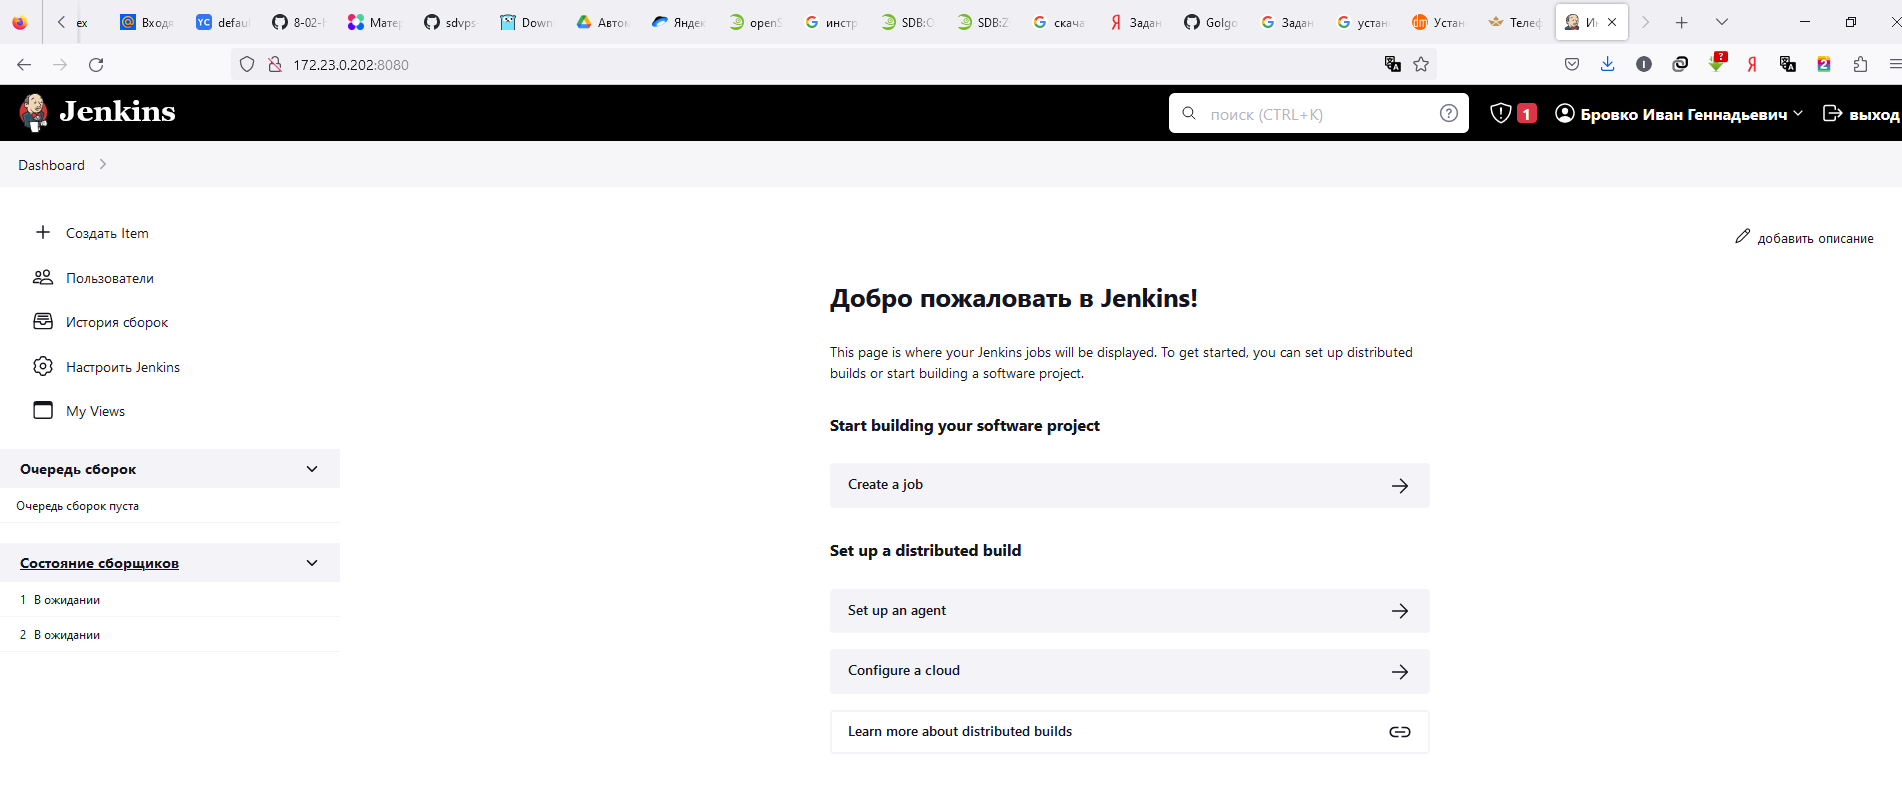 Входя defau 8-02- Матер sdvps Down Автом Яндек openS инстр SDB:O SDB:Z скача Задан Golgo Задан устан Устан Телеф
172.23.0.202:8080
Jenkins поиск (CTRL+K) 1 Бровко Иван Геннадьевич выход
Dashboard
Создать Item
добавить описание
Пользователи
История сборок
Настроить Jenkins
My Views
Очередь сборок
Очередь сборок пуста
Состояние сборщиков
1 В ожидании
2 В ожидании
Добро пожаловать в Jenkins!
This page is where your Jenkins jobs will be displayed. To get started, you can set up distributed
builds or start building a software project.
Start building your software project
Create a job
Set up a distributed build
Set up an agent
Configure a cloud
Learn more about distributed builds